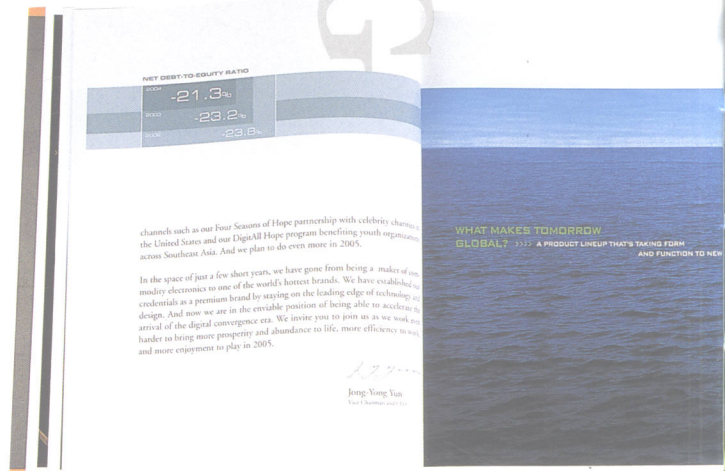 G
NET DEBT-TO-EQUITY RATIO
2004 -21.3%
2003 -23.2%
2002 -23.8%
channels such as our Four Seasons of Hope partnership with celebrity charities in
the United States and our DigitAll Hope program benefiting youth organizations
across Southeast Asia. And we plan to do even more in 2005.
In the space of just a few short years, we have gone from being a maker of com-
modity electronics to one of the world's hottest brands. We have established our
credentials as a premium brand by staying on the leading edge of technology and
design. And now we are in the enviable position of being able to accelerate the
arrival of the digital convergence era. We invite you to join us as we work even
harder to bring more prosperity and abundance to life, more efficiency to work,
and more enjoyment to play in 2005.
Jong-Yong Yun
Vice Chairman and CEO
WHAT MAKES TOMORROW
GLOBAL? >>>> A PRODUCT LINEUP THAT'S TAKING FORM
AND FUNCTION TO NEW